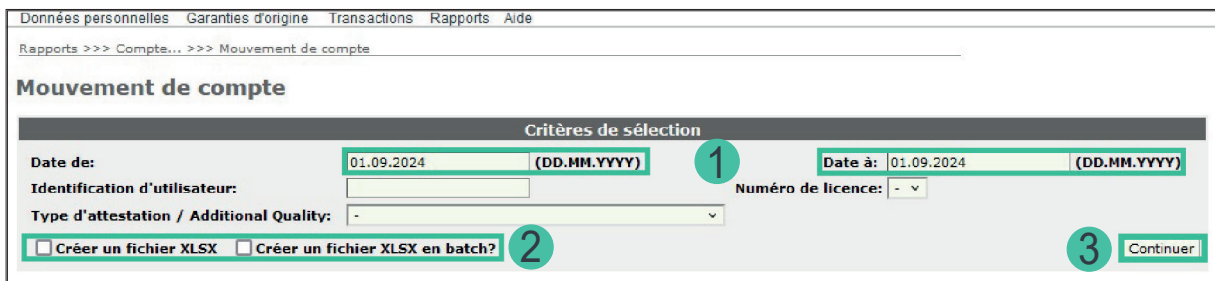 Données personnelles Garanties d'origine Transactions Rapports Aide
Rapports >>> Compte... >>> Mouvement de compte
Mouvement de compte
Critères de sélection
Date de: 01.09.2024 (DD.MM.YYYY) 1 Date à: 01.09.2024 (DD.MM.YYYY)
Identification d'utilisateur: Numéro de licence: -
Type d'attestation / Additional Quality: -
Créer un fichier XLSX Créer un fichier XLSX en batch? 2 3 Continuer